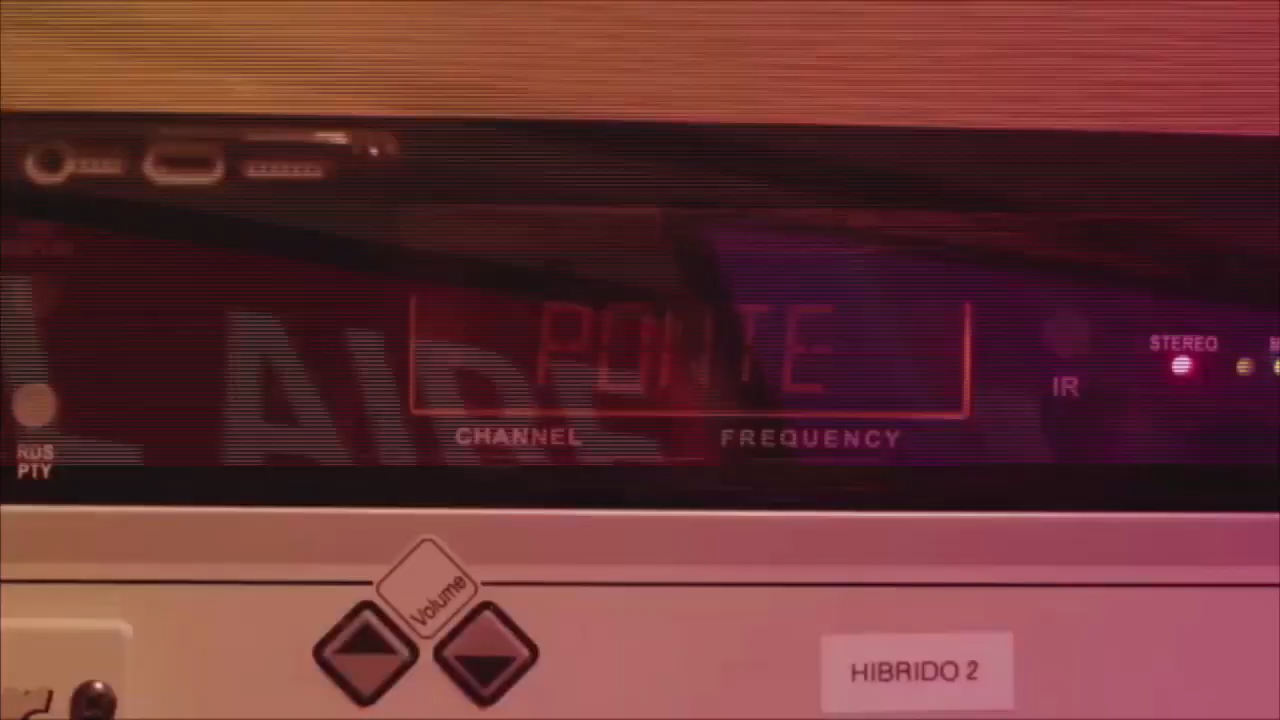 PONTE
STEREO
IR
CHANNEL
FREQUENCY
RDS
PTY
Volume
HIBRIDO 2